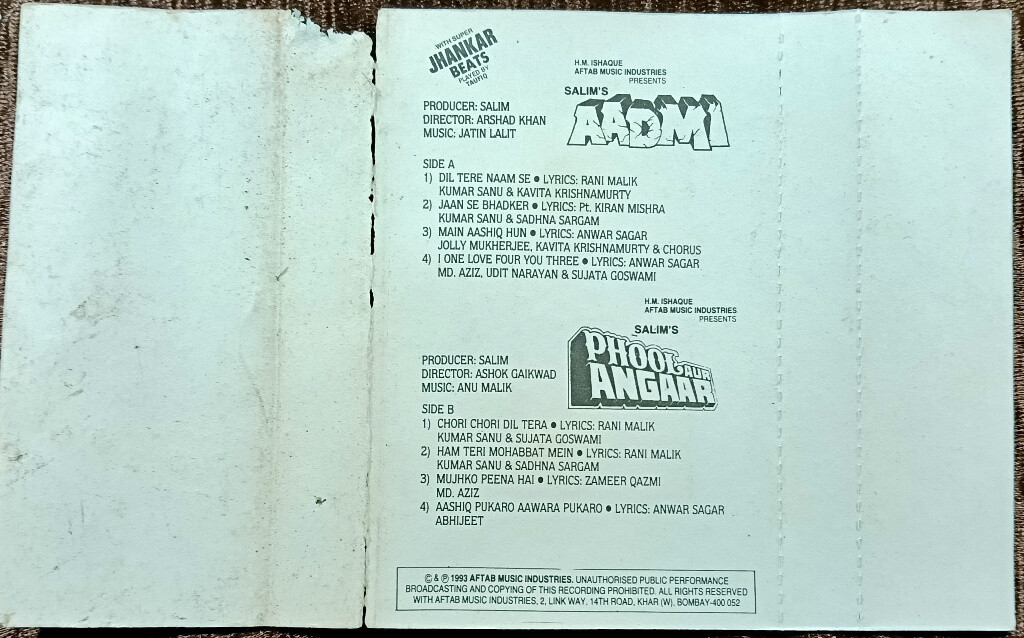 WITH SUPER
JHANKAR
BEATS
PLAYED BY
TAUFIQ
H.M. ISHAQUE
AFTAB MUSIC INDUSTRIES
PRESENTS
SALIM'S
AADMI
PRODUCER: SALIM
DIRECTOR: ARSHAD KHAN
MUSIC: JATIN LALIT
SIDE A
1) DIL TERE NAAM SE ● LYRICS: RANI MALIK
KUMAR SANU & KAVITA KRISHNAMURTY
2) JAAN SE BHADKER ● LYRICS: Pt. KIRAN MISHRA
KUMAR SANU & SADHNA SARGAM
3) MAIN AASHIQ HUN ● LYRICS: ANWAR SAGAR
JOLLY MUKHERJEE, KAVITA KRISHNAMURTY & CHORUS
4) I ONE LOVE FOUR YOU THREE ● LYRICS: ANWAR SAGAR
MD. AZIZ, UDIT NARAYAN & SUJATA GOSWAMI
H.M. ISHAQUE
AFTAB MUSIC INDUSTRIES
PRESENTS
SALIM'S
PHOOL AUR
ANGAAR
PRODUCER: SALIM
DIRECTOR: ASHOK GAIKWAD
MUSIC: ANU MALIK
SIDE B
1) CHORI CHORI DIL TERA ● LYRICS: RANI MALIK
KUMAR SANU & SUJATA GOSWAMI
2) HAM TERI MOHABBAT MEIN ● LYRICS: RANI MALIK
KUMAR SANU & SADHNA SARGAM
3) MUJHKO PEENA HAI ● LYRICS: ZAMEER QAZMI
MD. AZIZ
4) AASHIQ PUKARO AAWARA PUKARO ● LYRICS: ANWAR SAGAR
ABHIJEET
© & ℗ 1993 AFTAB MUSIC INDUSTRIES. UNAUTHORISED PUBLIC PERFORMANCE
BROADCASTING AND COPYING OF THIS RECORDING PROHIBITED. ALL RIGHTS RESERVED
WITH AFTAB MUSIC INDUSTRIES, 2, LINK WAY, 14TH ROAD, KHAR (W), BOMBAY-400 052